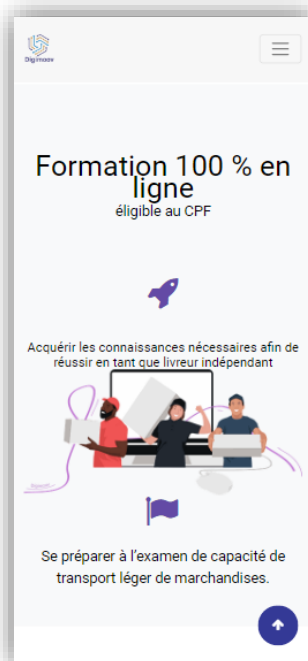 Digimoov
Formation 100 % en
ligne
éligible au CPF
Acquérir les connaissances nécessaires afin de
réussir en tant que livreur indépendant
Se préparer à l'examen de capacité de
transport léger de marchandises.